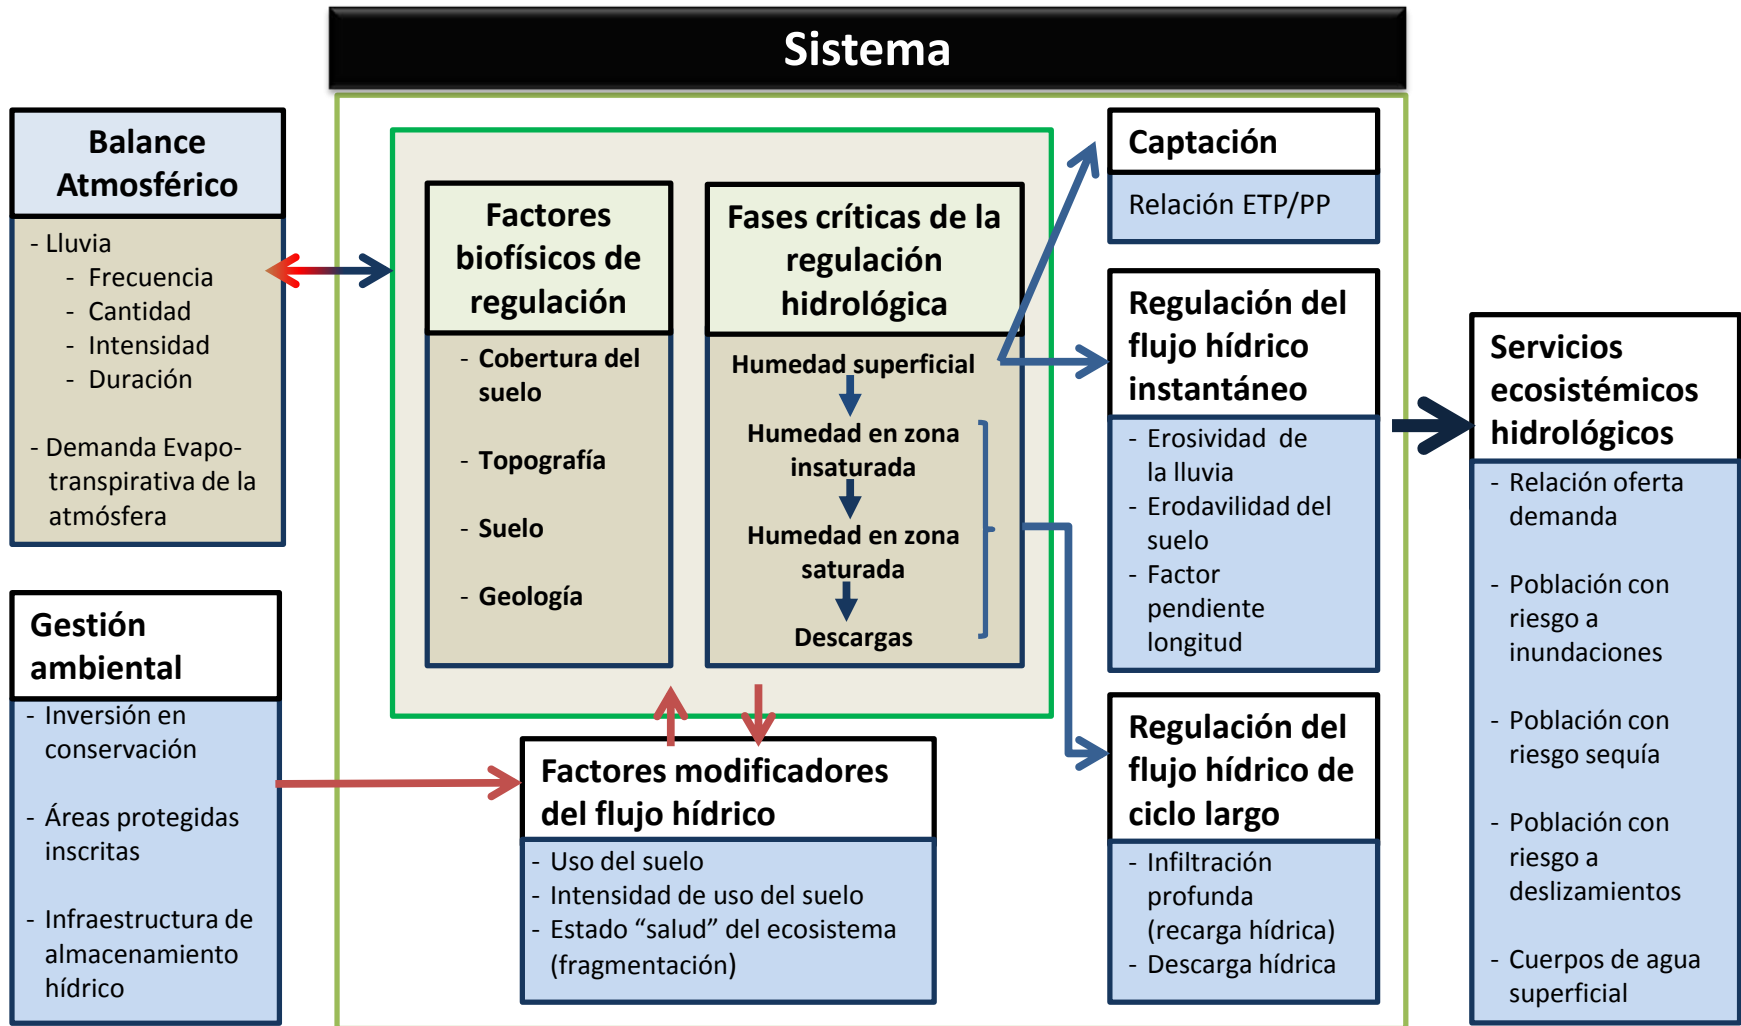 Sistema
Balance
Atmosférico
- Lluvia
- Frecuencia
- Cantidad
- Intensidad
- Duración
- Demanda Evapo-
transpirativa de la
atmósfera
Gestión
ambiental
- Inversión en
conservación
- Áreas protegidas
inscritas
- Infraestructura de
almacenamiento
hídrico
Factores
biofísicos de
regulación
- Cobertura del
suelo
- Topografía
- Suelo
- Geología
Fases críticas de la
regulación
hidrológica
Humedad superficial
Humedad en zona
insaturada
Humedad en zona
saturada
Descargas
Factores modificadores
del flujo hídrico
- Uso del suelo
- Intensidad de uso del suelo
- Estado “salud” del ecosistema
(fragmentación)
Captación
Relación ETP/PP
Regulación del
flujo hídrico
instantáneo
- Erosividad de
la lluvia
- Erodavilidad del
suelo
- Factor
pendiente
longitud
Regulación del
flujo hídrico de
ciclo largo
- Infiltración
profunda
(recarga hídrica)
- Descarga hídrica
Servicios
ecosistémicos
hidrológicos
- Relación oferta
demanda
- Población con
riesgo a
inundaciones
- Población con
riesgo sequía
- Población con
riesgo a
deslizamientos
- Cuerpos de agua
superficial